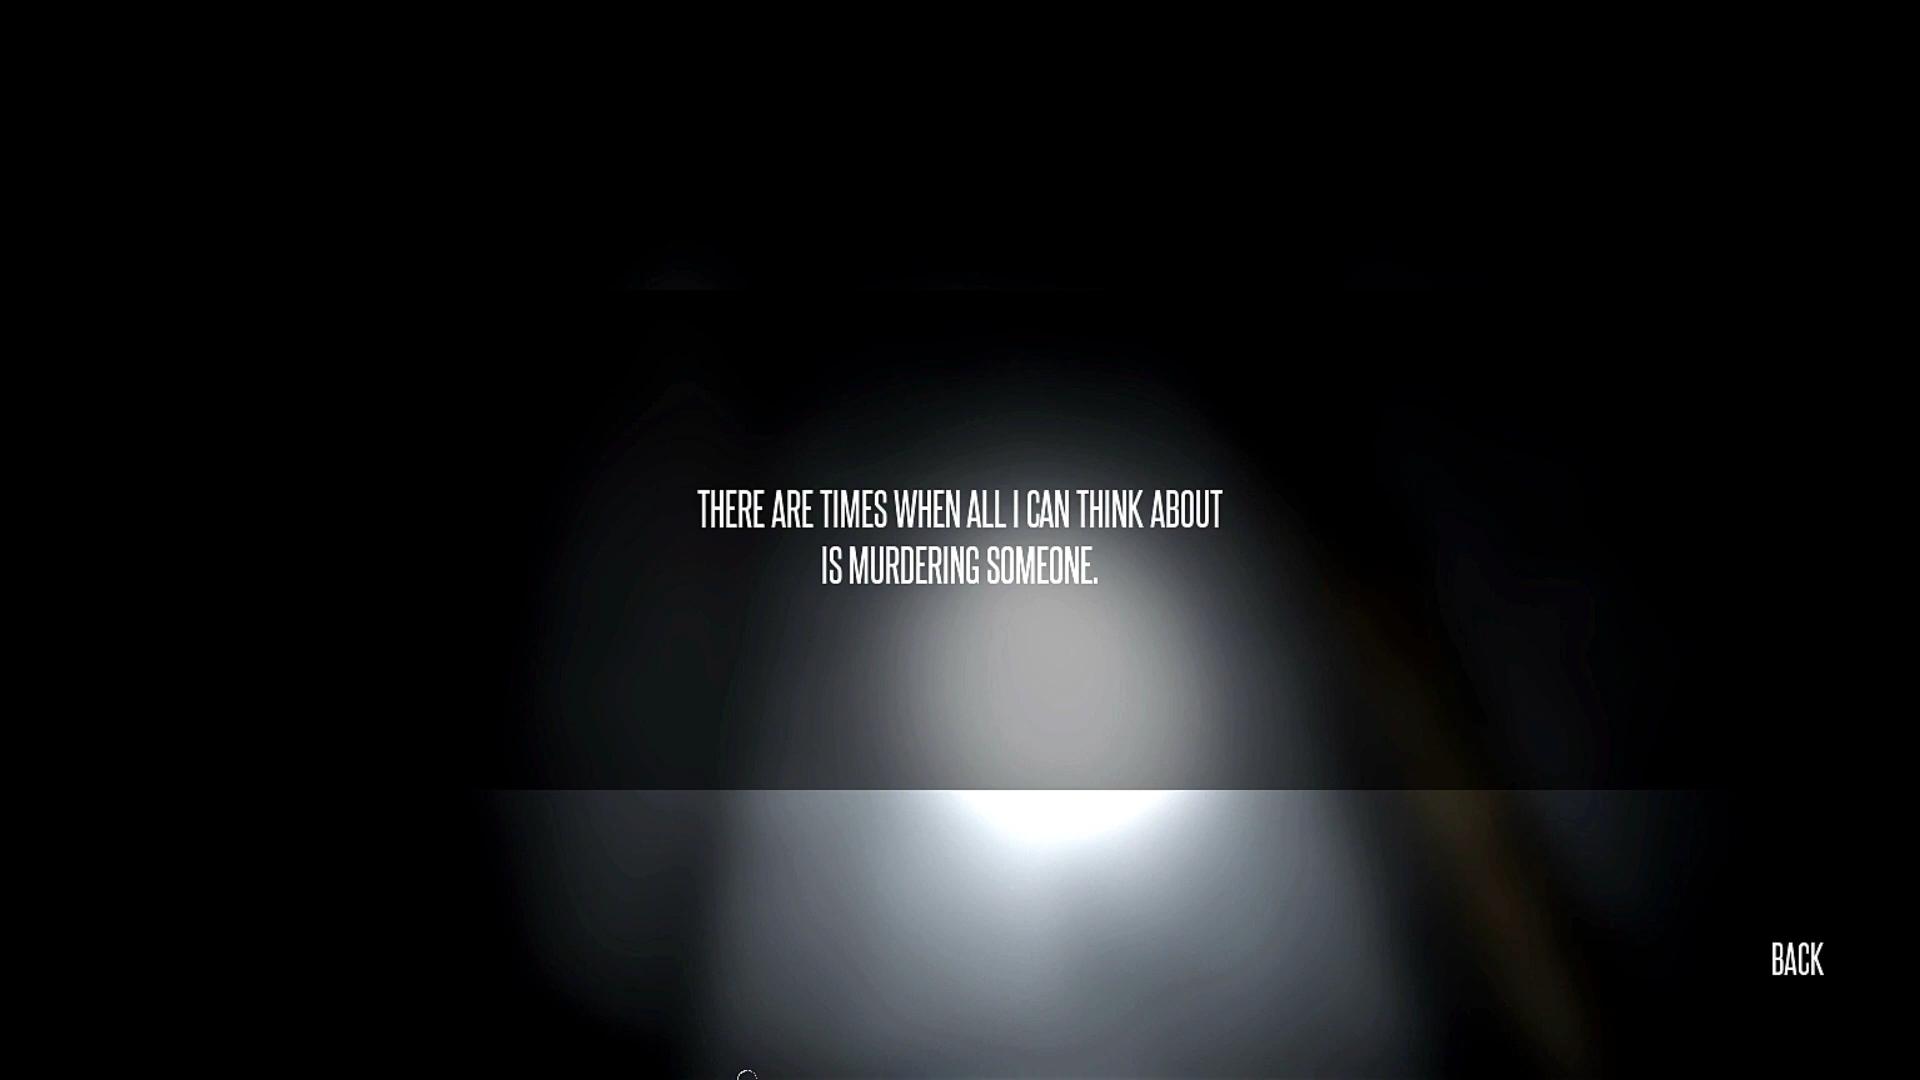 THERE ARE TIMES WHEN ALL I CAN THINK ABOUT
IS MURDERING SOMEONE.
BACK